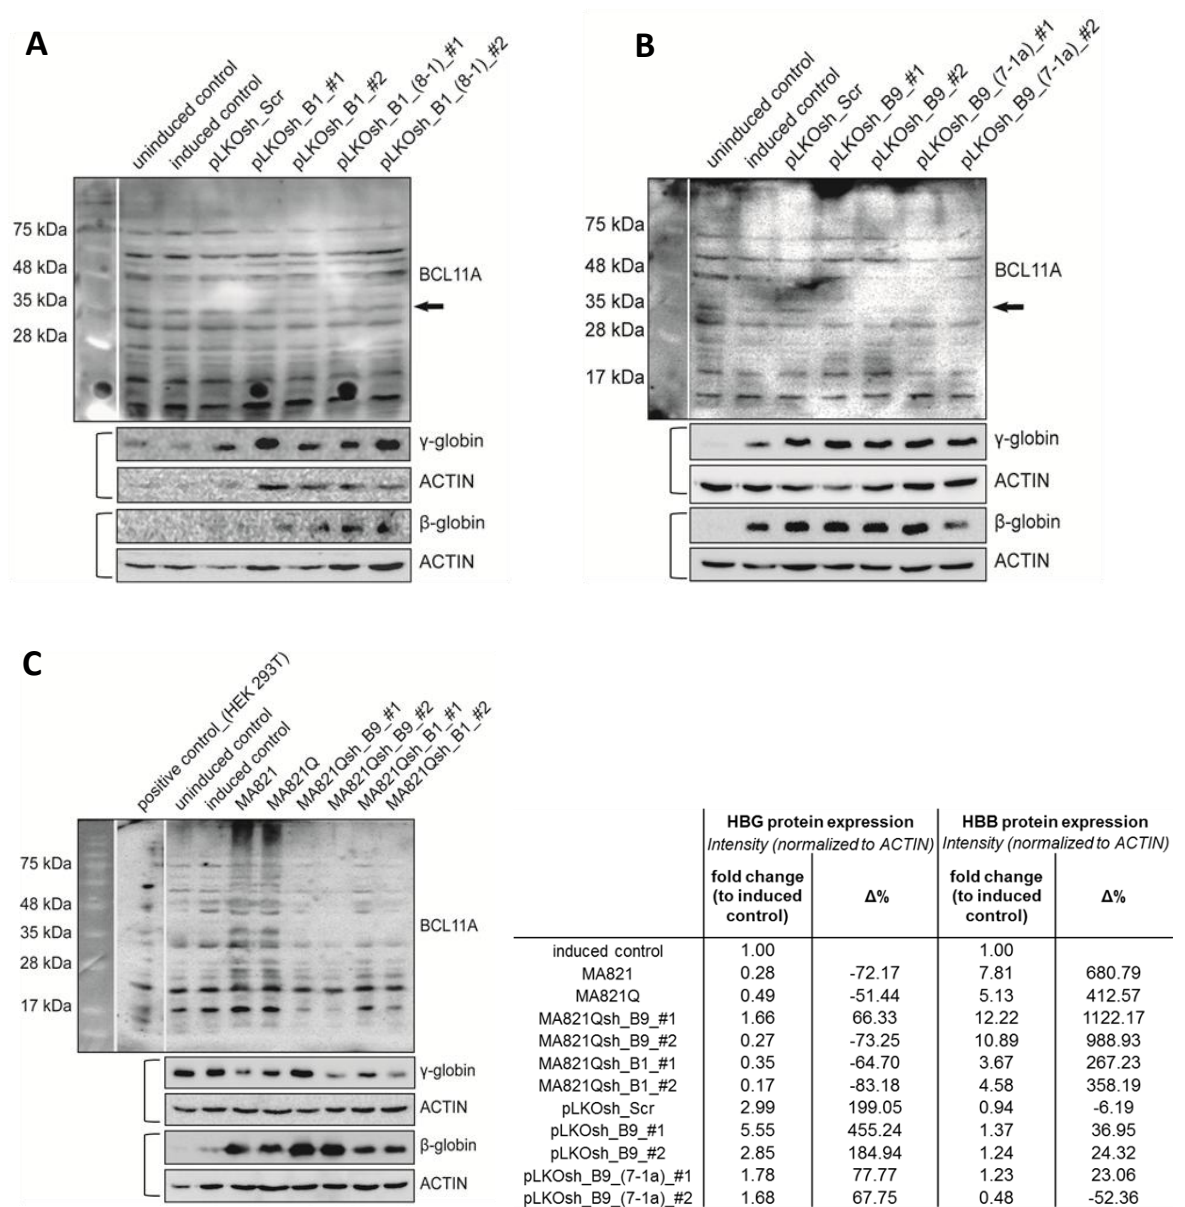 A
uninduced control
induced control
pLKOsh_Scr
pLKOsh_B1_#1
pLKOsh_B1_#2
pLKOsh_B1_(8-1)_#1
pLKOsh_B1_(8-1)_#2
75 kDa
48 kDa
35 kDa
28 kDa
BCL11A
γ-globin
ACTIN
β-globin
ACTIN
B
uninduced control
induced control
pLKOsh_Scr
pLKOsh_B9_#1
pLKOsh_B9_#2
pLKOsh_B9_(7-1a)_#1
pLKOsh_B9_(7-1a)_#2
75 kDa
48 kDa
35 kDa
28 kDa
17 kDa
BCL11A
γ-globin
ACTIN
β-globin
ACTIN
C
positive control_(HEK 293T)
uninduced control
induced control
MA821
MA821Q
MA821Qsh_B9_#1
MA821Qsh_B9_#2
MA821Qsh_B1_#1
MA821Qsh_B1_#2
75 kDa
48 kDa
35 kDa
28 kDa
17 kDa
BCL11A
γ-globin
ACTIN
β-globin
ACTIN
HBG protein expression HBB protein expression
Intensity (normalized to ACTIN) Intensity (normalized to ACTIN)
fold change fold change
(to induced Δ% (to induced Δ%
control) control)
induced control 1.00 1.00
MA821 0.28 -72.17 7.81 680.79
MA821Q 0.49 -51.44 5.13 412.57
MA821Qsh_B9_#1 1.66 66.33 12.22 1122.17
MA821Qsh_B9_#2 0.27 -73.25 10.89 988.93
MA821Qsh_B1_#1 0.35 -64.70 3.67 267.23
MA821Qsh_B1_#2 0.17 -83.18 4.58 358.19
pLKOsh_Scr 2.99 199.05 0.94 -6.19
pLKOsh_B9_#1 5.55 455.24 1.37 36.95
pLKOsh_B9_#2 2.85 184.94 1.24 24.32
pLKOsh_B9_(7-1a)_#1 1.78 77.77 1.23 23.06
pLKOsh_B9_(7-1a)_#2 1.68 67.75 0.48 -52.36